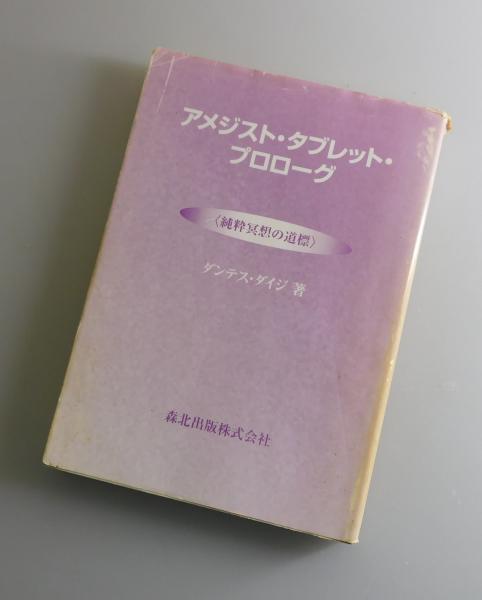 アメジスト・タブレット・
プロローグ
〈純粋冥想の道標〉
ダンテス・ダイジ 著
森北出版株式会社